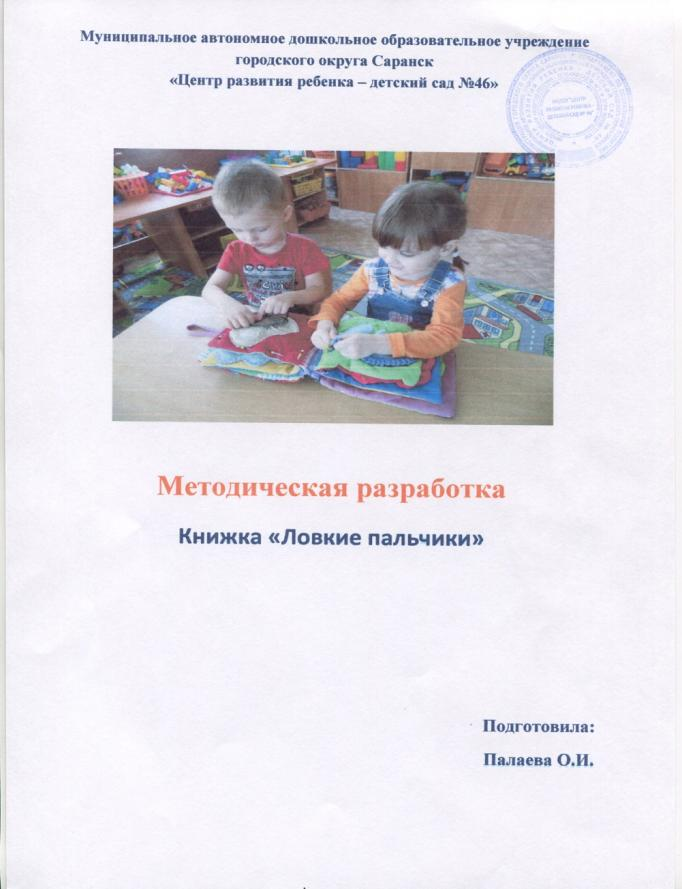 Муниципальное автономное дошкольное образовательное учреждение
городского округа Саранск
«Центр развития ребенка – детский сад №46»
Методическая разработка
Книжка «Ловкие пальчики»
Подготовила:
Палаева О.И.